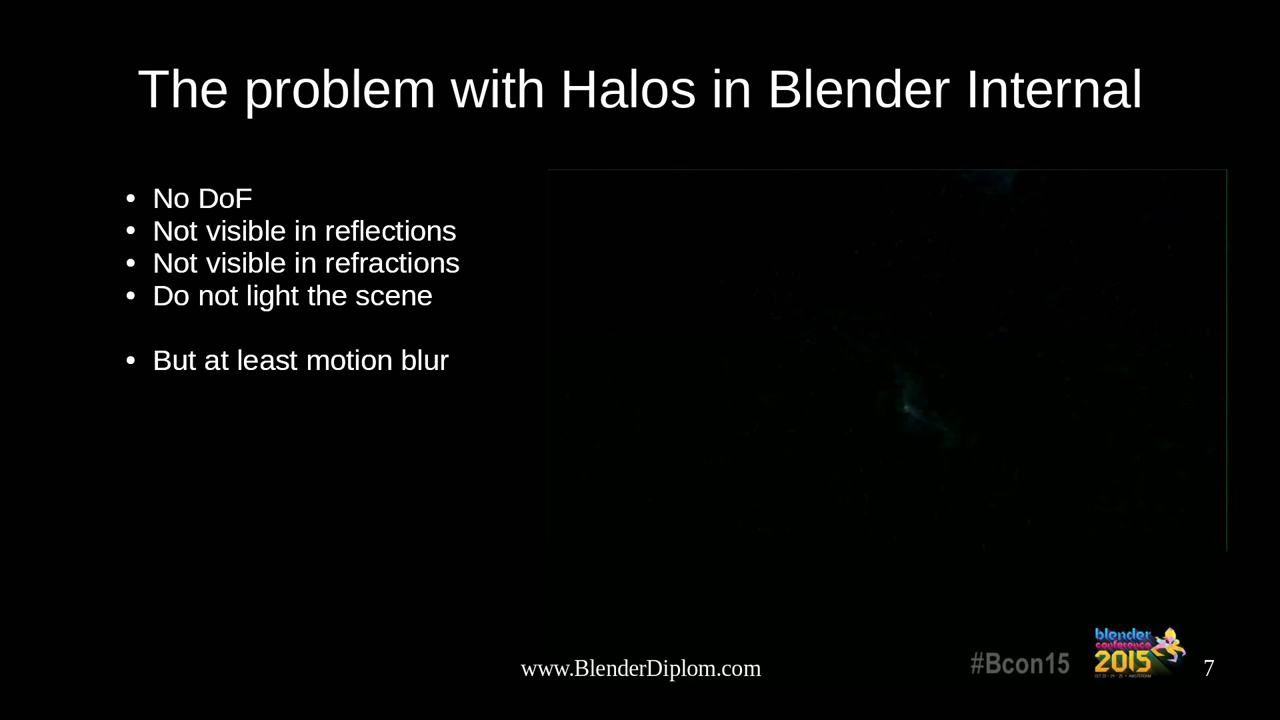 The problem with Halos in Blender Internal
• No DoF
• Not visible in reflections
• Not visible in refractions
• Do not light the scene
• But at least motion blur
www.BlenderDiplom.com
#Bcon15
blender
conference
2015
7